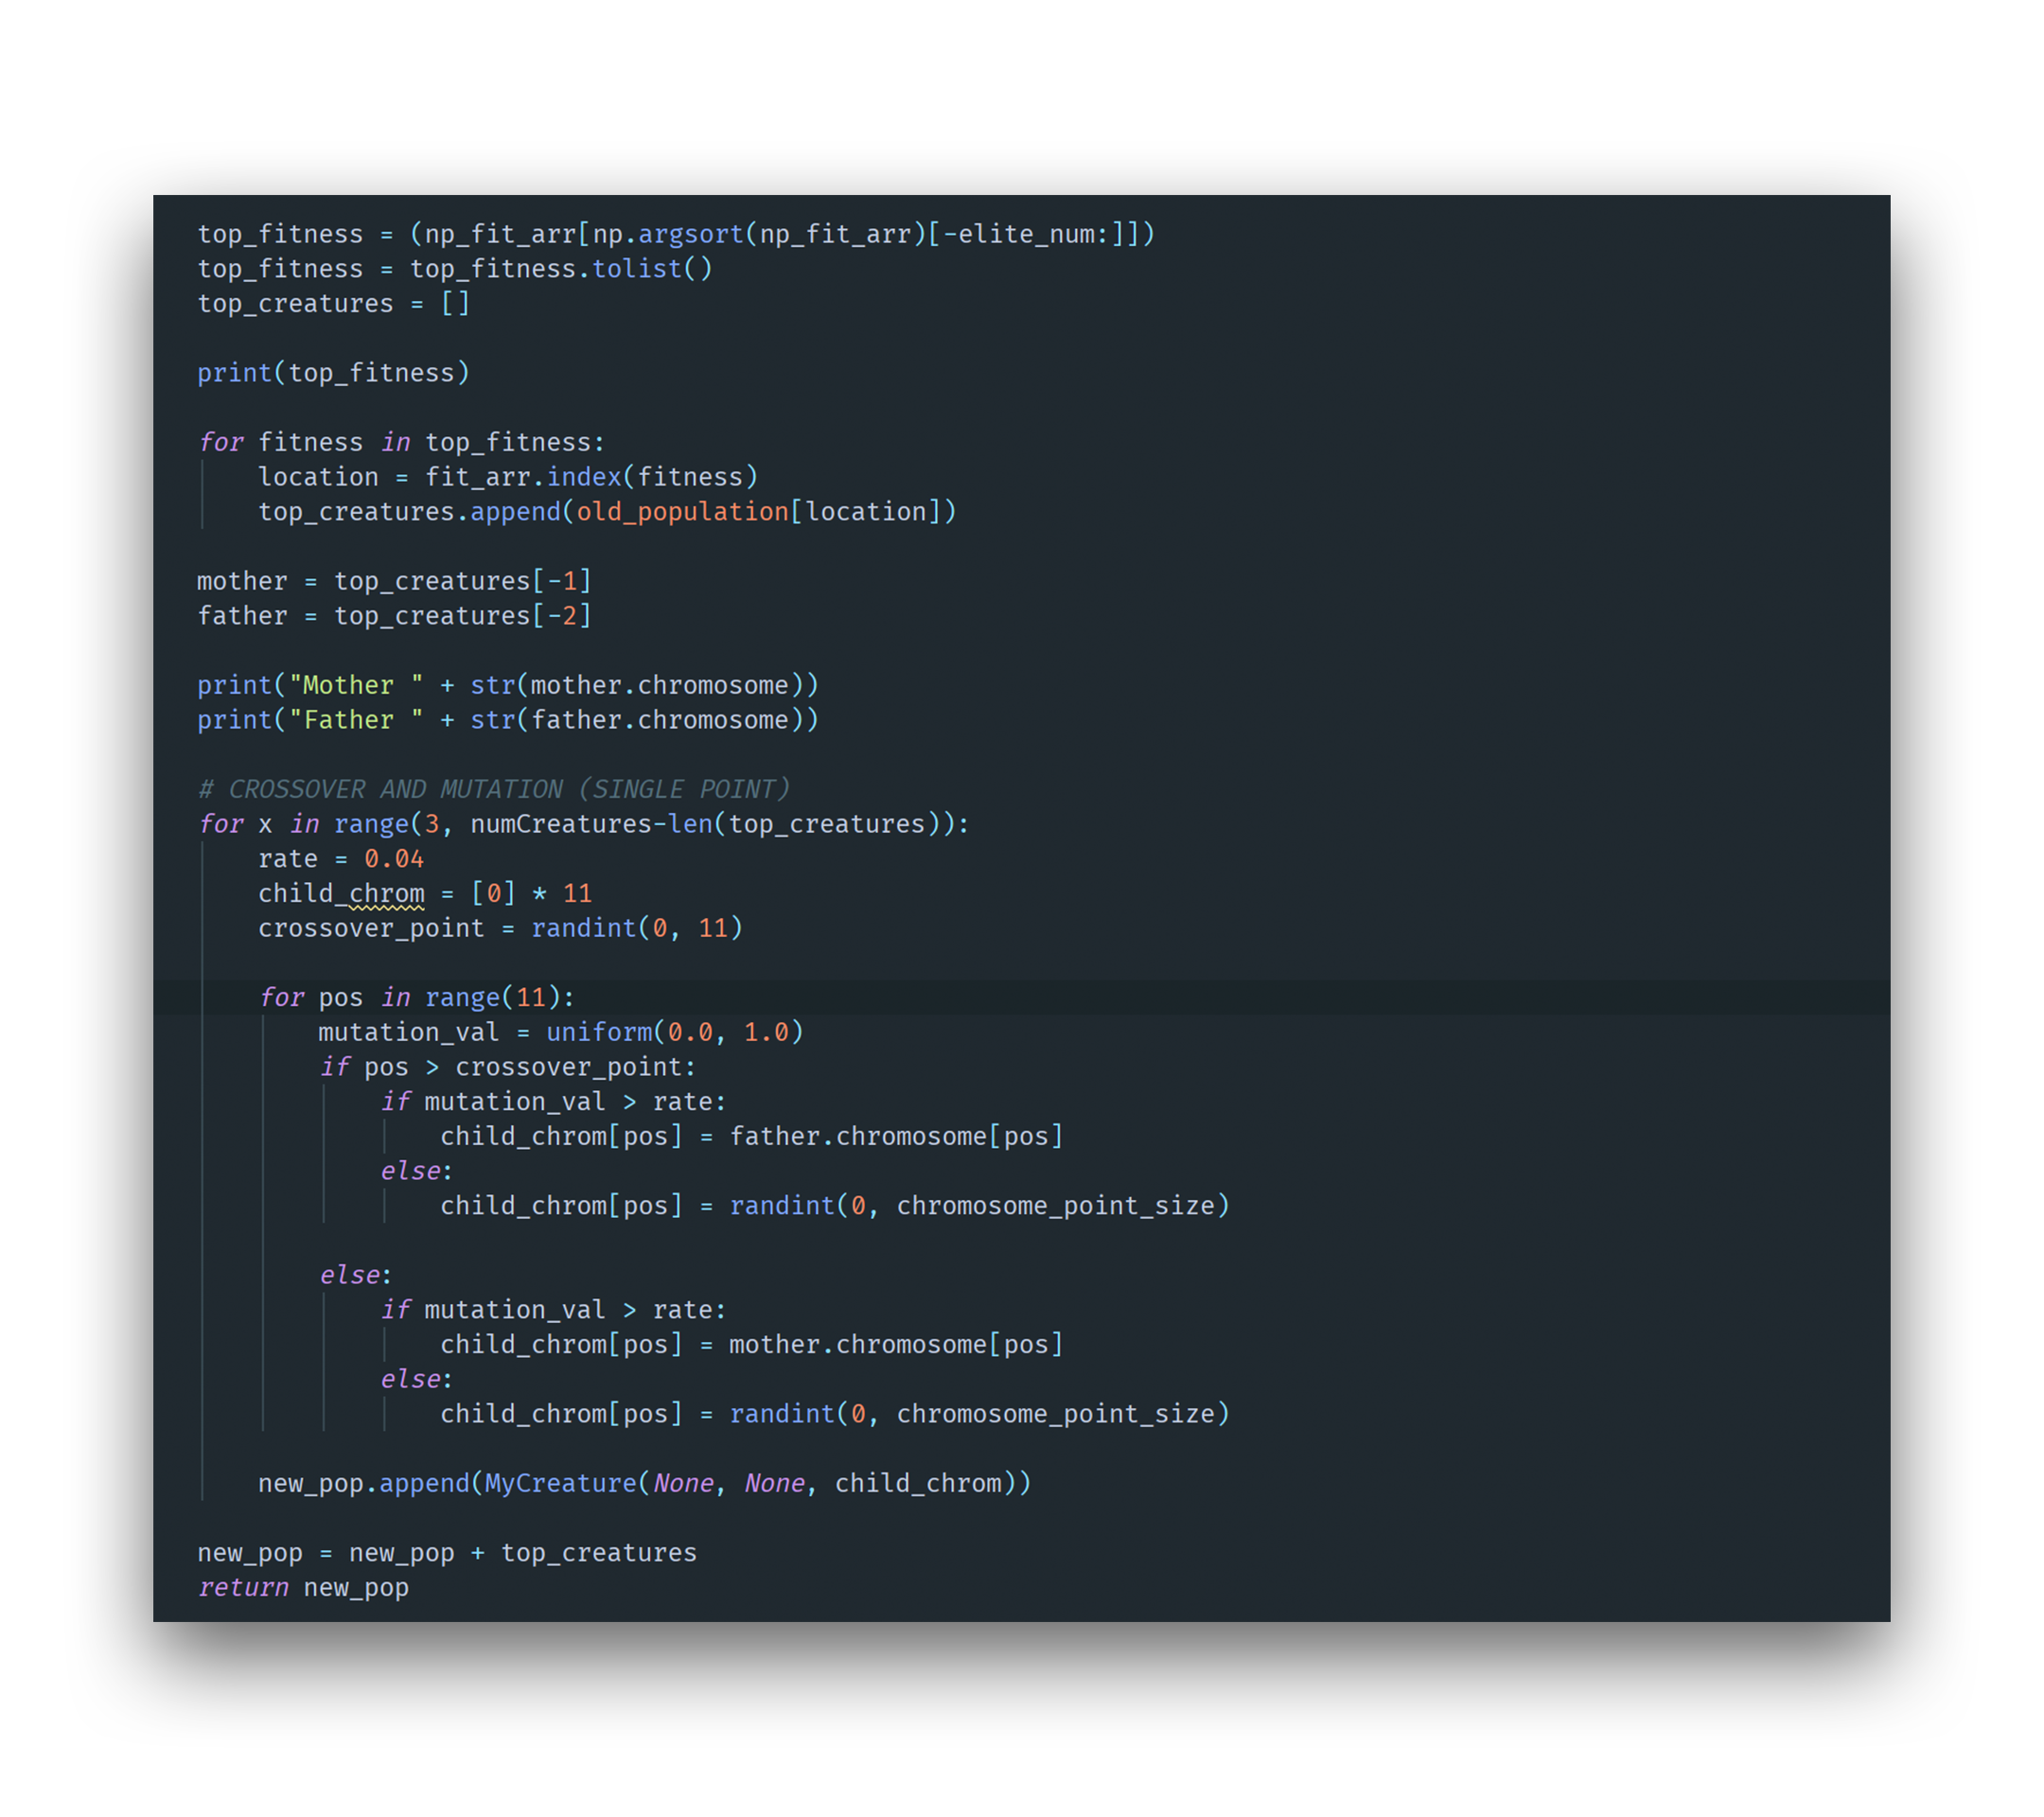 top_fitness = (np_fit_arr[np.argsort(np_fit_arr)[-elite_num:]])
top_fitness = top_fitness.tolist()
top_creatures = []

print(top_fitness)

for fitness in top_fitness:
    location = fit_arr.index(fitness)
    top_creatures.append(old_population[location])

mother = top_creatures[-1]
father = top_creatures[-2]

print("Mother " + str(mother.chromosome))
print("Father " + str(father.chromosome))

# CROSSOVER AND MUTATION (SINGLE POINT)
for x in range(3, numCreatures-len(top_creatures)):
    rate = 0.04
    child_chrom = [0] * 11
    crossover_point = randint(0, 11)

    for pos in range(11):
        mutation_val = uniform(0.0, 1.0)
        if pos > crossover_point:
            if mutation_val > rate:
                child_chrom[pos] = father.chromosome[pos]
            else:
                child_chrom[pos] = randint(0, chromosome_point_size)

        else:
            if mutation_val > rate:
                child_chrom[pos] = mother.chromosome[pos]
            else:
                child_chrom[pos] = randint(0, chromosome_point_size)

    new_pop.append(MyCreature(None, None, child_chrom))

new_pop = new_pop + top_creatures
return new_pop